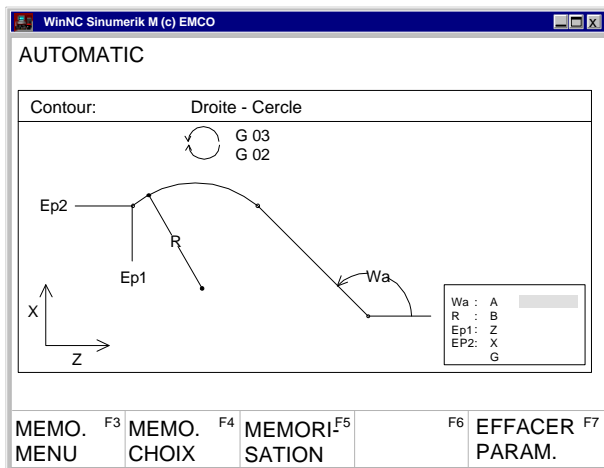 WinNC Sinumerik M (c) EMCO
AUTOMATIC
Contour: Droite - Cercle
G 03
G 02
Ep2
R
Ep1
Wa
X
Z
Wa : A
R : B
Ep1: Z
EP2: X
G
MEMO. MENU F3
MEMO. CHOIX F4
MEMORI- SATION F5
F6
EFFACER PARAM. F7